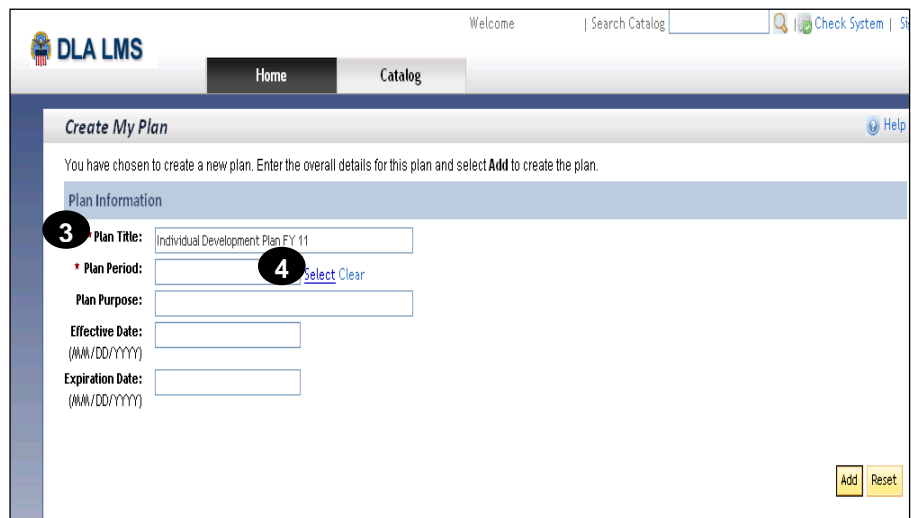 Welcome | Search Catalog | Check System |
DLA LMS
Home Catalog
Create My Plan Help
You have chosen to create a new plan. Enter the overall details for this plan and select Add to create the plan.
Plan Information
3 * Plan Title: Individual Development Plan FY 11
* Plan Period: 4 Select Clear
Plan Purpose:
Effective Date:
(MM/DD/YYYY)
Expiration Date:
(MM/DD/YYYY)
Add Reset